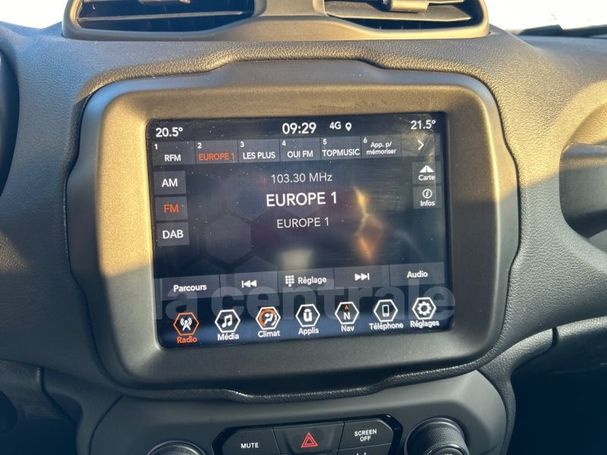 20.5° 09:29 4G 21.5°
1 2 3 4 5 6
RFM EUROPE 1 LES PLUS OUI FM TOPMUSIC App. p/ mémoriser
AM
FM
DAB
103.30 MHz
EUROPE 1
EUROPE 1
Carte
Infos
Parcours Réglage Audio
la centrale
Radio Média Climat Applis Nav Téléphone Réglages
N
MUTE SCREEN OFF